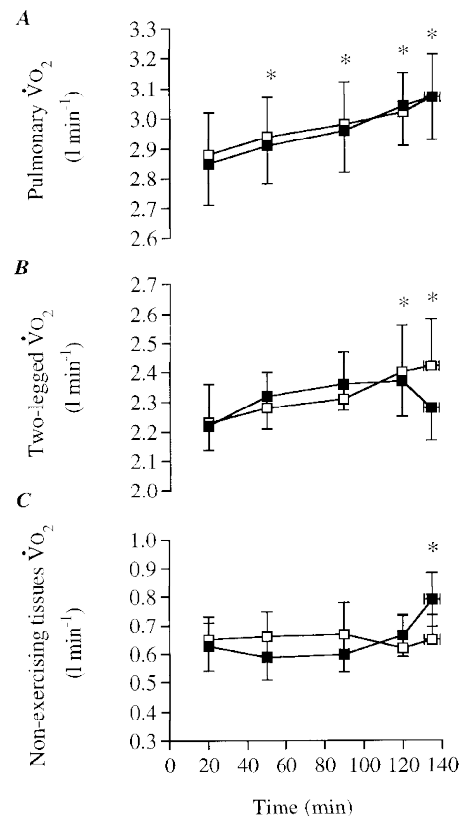 A
3.3
3.2
3.1
3.0
2.9
2.8
2.7
2.6
Pulmonary V̇O2
(l min−1)
* * * *
B
2.7
2.6
2.5
2.4
2.3
2.2
2.1
2.0
Two-legged V̇O2
(l min−1)
* *
C
1.0
0.9
0.8
0.7
0.6
0.5
0.4
0.3
Non-exercising tissues V̇O2
(l min−1)
*
0 20 40 60 80 100 120 140
Time (min)